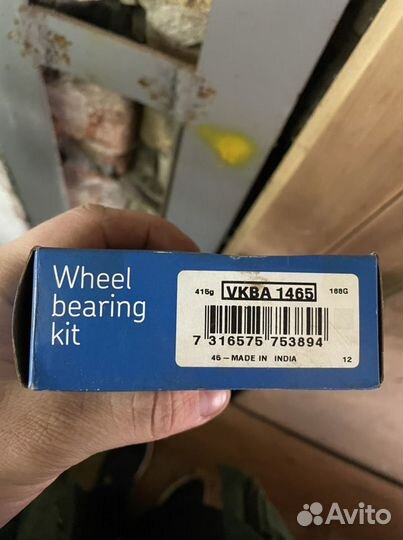 Wheel
bearing
kit
415g VKBA 1465 188G
7 316575 753894
46 – MADE IN INDIA 12
Avito